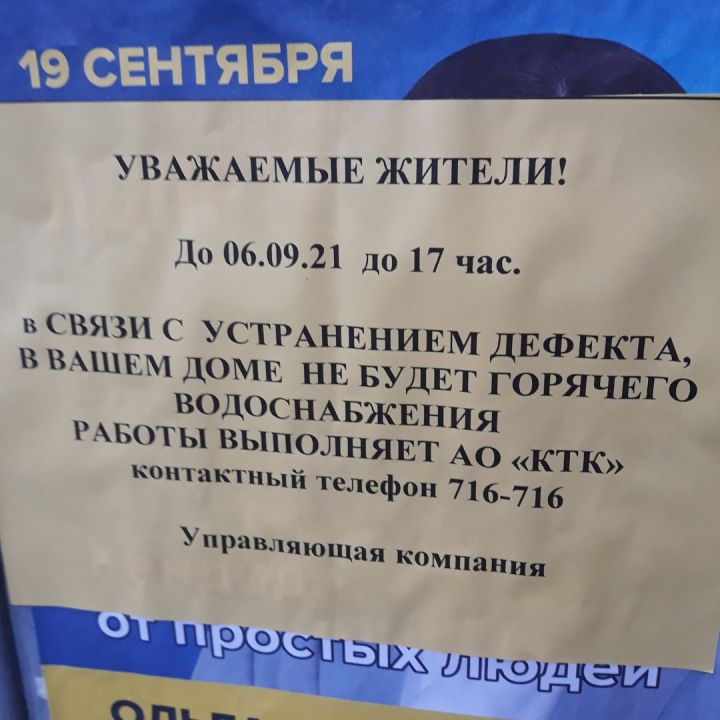 19 СЕНТЯБРЯ
УВАЖАЕМЫЕ ЖИТЕЛИ!
До 06.09.21 до 17 час.
в СВЯЗИ С УСТРАНЕНИЕМ ДЕФЕКТА,
В ВАШЕМ ДОМЕ НЕ БУДЕТ ГОРЯЧЕГО
ВОДОСНАБЖЕНИЯ
РАБОТЫ ВЫПОЛНЯЕТ АО «КТК»
контактный телефон 716-716
Управляющая компания
от простых людей